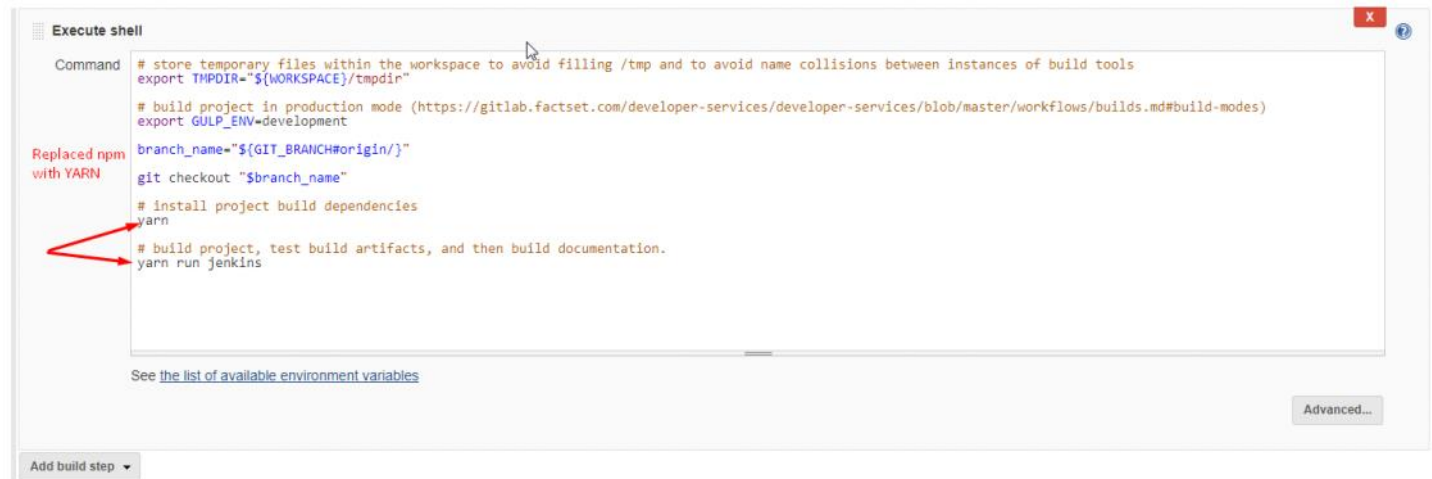 Execute shell
X
Command
# store temporary files within the workspace to avoid filling /tmp and to avoid name collisions between instances of build tools
export TMPDIR="${WORKSPACE}/tmpdir"
# build project in production mode (https://gitlab.factset.com/developer-services/developer-services/blob/master/workflows/builds.md#build-modes)
export GULP_ENV=development
branch_name="${GIT_BRANCH#origin/}"
Replaced npm
with YARN
git checkout "$branch_name"
# install project build dependencies
yarn
# build project, test build artifacts, and then build documentation.
yarn run jenkins
See the list of available environment variables
Advanced...
Add build step